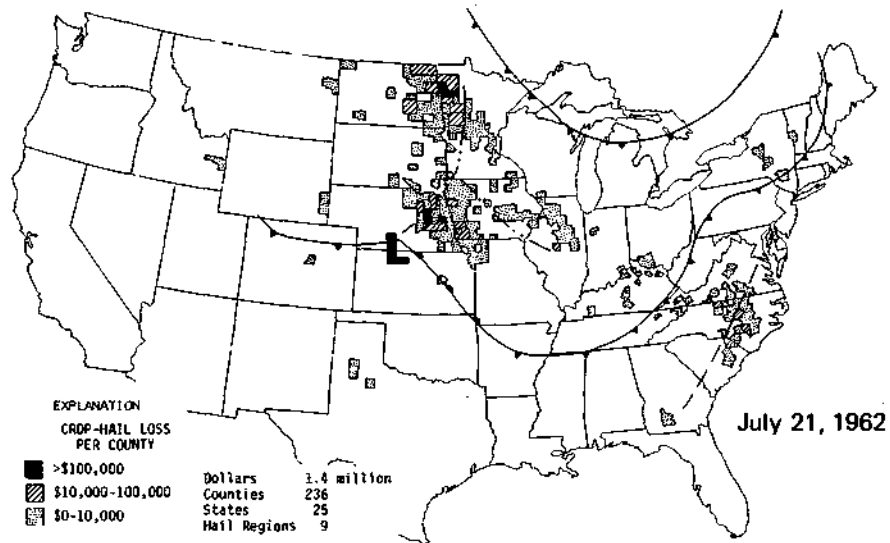 L
July 21, 1962
EXPLANATION
CROP-HAIL LOSS
PER COUNTY
>$100,000
$10,000-100,000
$0-10,000
Dollars 1.4 million
Counties 236
States 25
Hail Regions 9